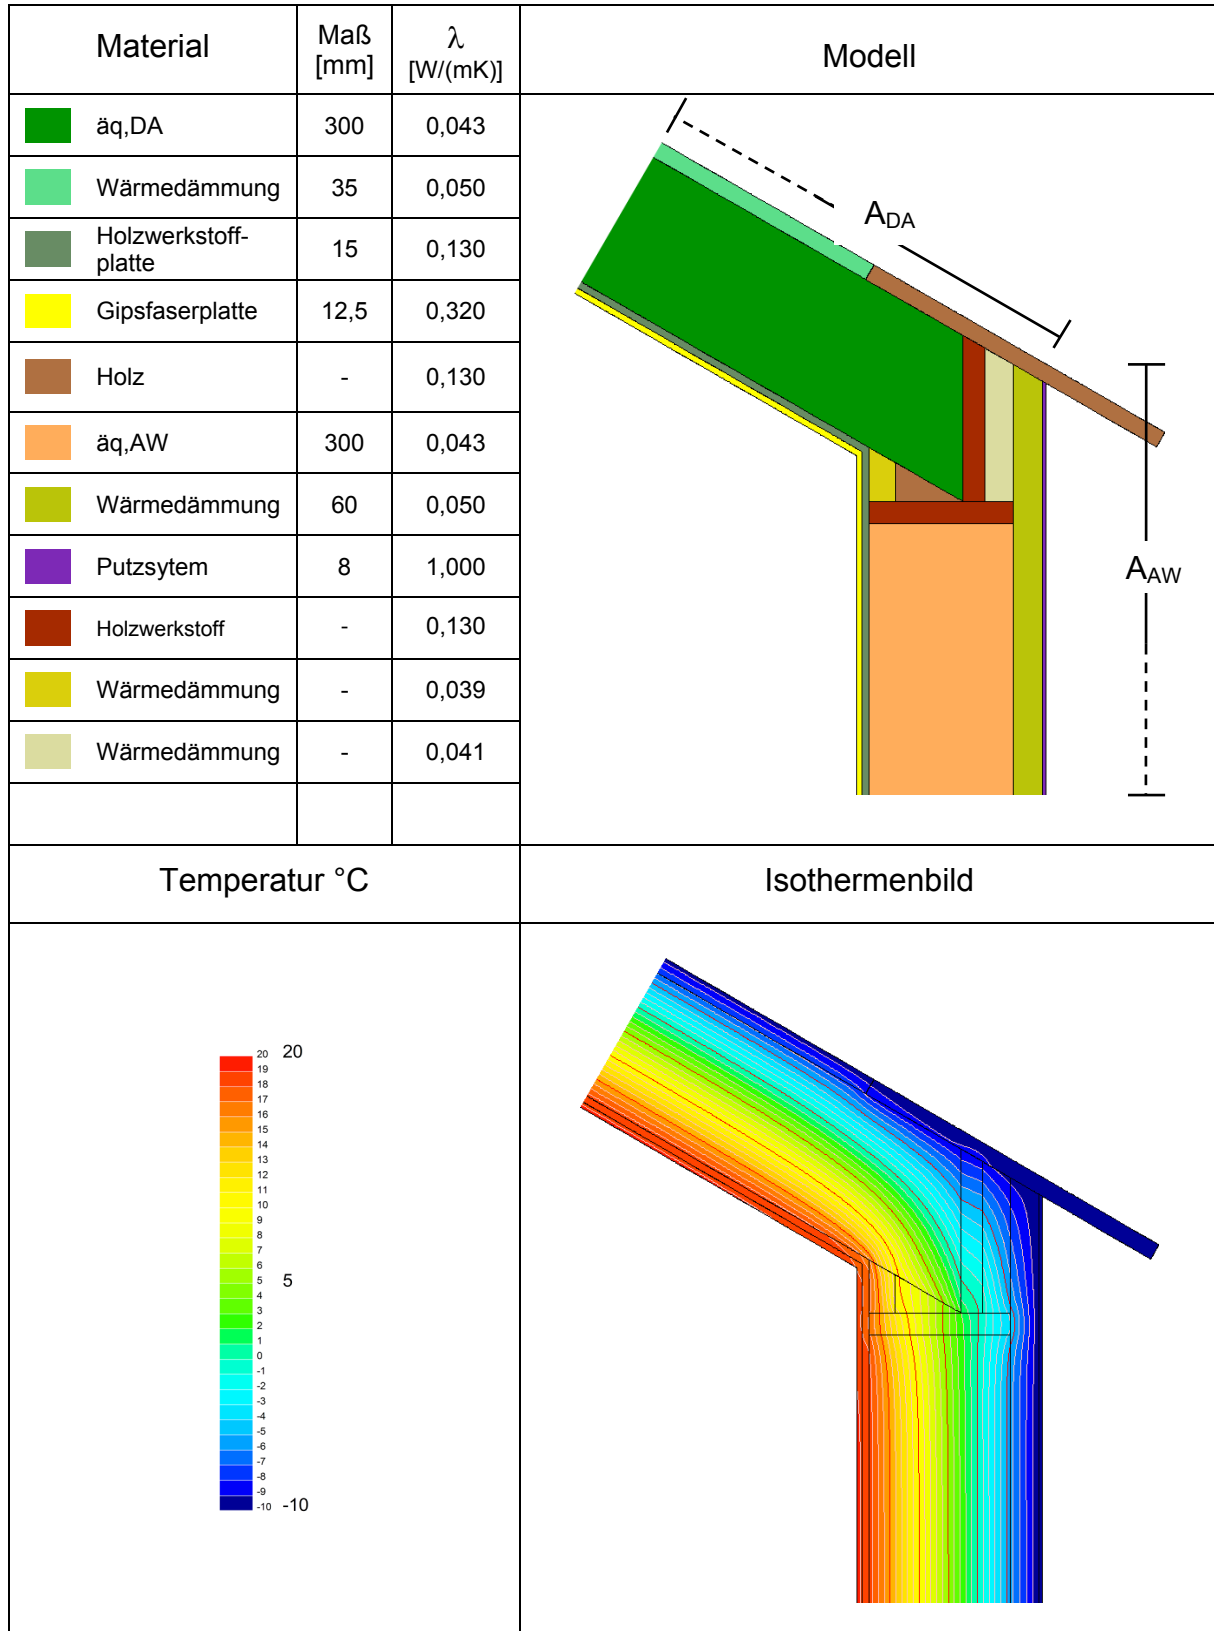 Material
Maß
[mm]
λ
[W/(mK)]
Modell
äq,DA 300 0,043
Wärmedämmung 35 0,050
Holzwerkstoff-
platte 15 0,130
Gipsfaserplatte 12,5 0,320
Holz - 0,130
äq,AW 300 0,043
Wärmedämmung 60 0,050
Putzsytem 8 1,000
Holzwerkstoff - 0,130
Wärmedämmung - 0,039
Wärmedämmung - 0,041
A_DA
A_AW
Temperatur °C
Isothermenbild
20 20
19
18
17
16
15
14
13
12
11
10
9
8
7
6
5 5
4
3
2
1
0
-1
-2
-3
-4
-5
-6
-7
-8
-9
-10 -10